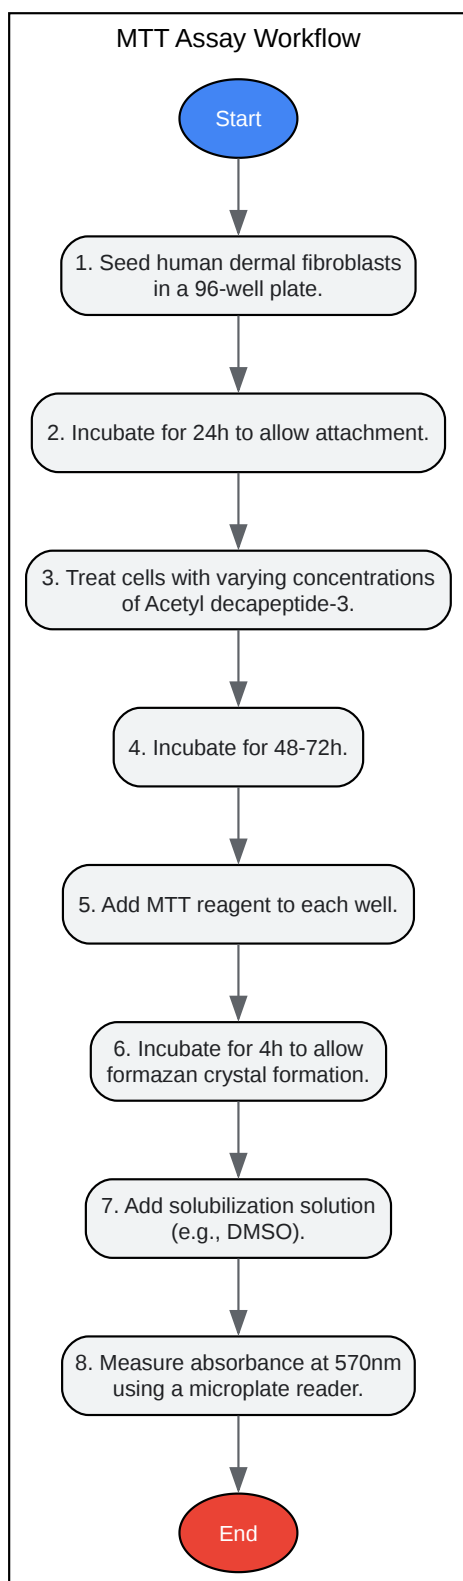 MTT Assay Workflow
Start
1. Seed human dermal fibroblasts
in a 96-well plate.
2. Incubate for 24h to allow attachment.
3. Treat cells with varying concentrations
of Acetyl decapeptide-3.
4. Incubate for 48-72h.
5. Add MTT reagent to each well.
6. Incubate for 4h to allow
formazan crystal formation.
7. Add solubilization solution
(e.g., DMSO).
8. Measure absorbance at 570nm
using a microplate reader.
End